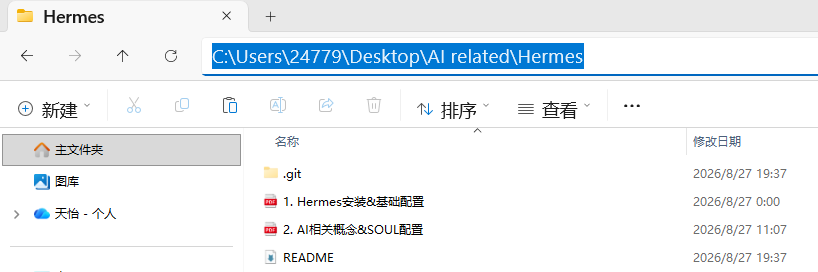 Hermes
C:\Users\24779\Desktop\AI related\Hermes
新建 排序 查看
名称 修改日期
主文件夹
.git 2026/8/27 19:37
图库
1. Hermes安装&基础配置 2026/8/27 0:00
天怡 - 个人
2. AI相关概念&SOUL配置 2026/8/27 11:07
README 2026/8/27 19:37